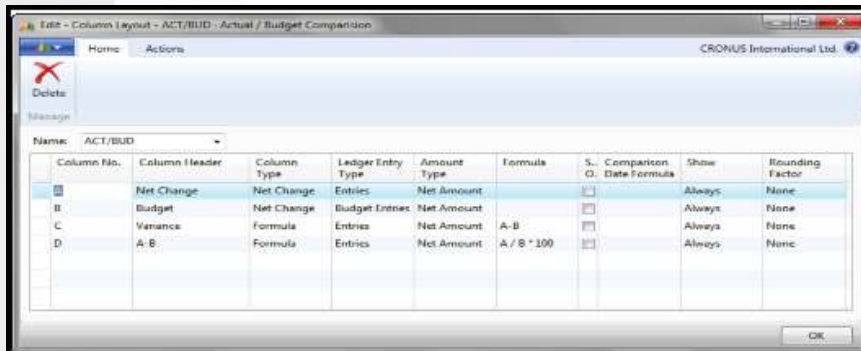 Edit - Column Layout - ACT/BUD · Actual / Budget Comparision
Home Actions CRONUS International Ltd.
Delete
Manage
Name: ACT/BUD
Column No. Column Header Column Type Ledger Entry Type Amount Type Formula S... O. Comparison Date Formula Show Rounding Factor
A Net Change Net Change Entries Net Amount Always None
B Budget Net Change Budget Entries Net Amount Always None
C Variance Formula Entries Net Amount A-B Always None
D A-B Formula Entries Net Amount A / B * 100 Always None
OK